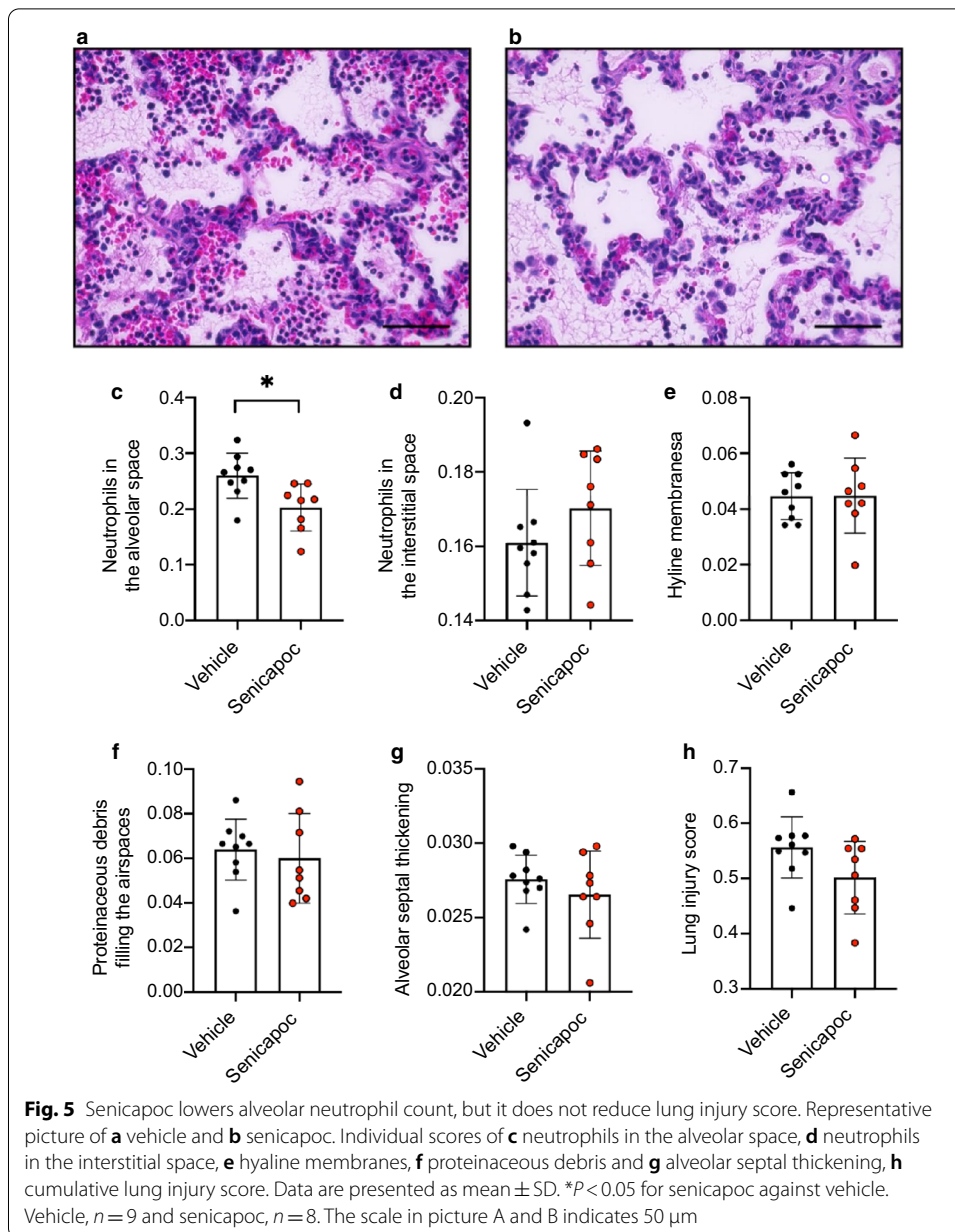 a
b
c
*
Neutrophils in
the alveolar space
0.4
0.3
0.2
0.1
0.0
Vehicle
Senicapoc
d
Neutrophils in
the interstitial space
0.20
0.18
0.16
0.14
Vehicle
Senicapoc
e
Hyline membranesa
0.08
0.06
0.04
0.02
0.00
Vehicle
Senicapoc
f
Proteinaceous debris
filling the airspaces
0.10
0.08
0.06
0.04
0.02
0.00
Vehicle
Senicapoc
g
Alveolar septal thickening
0.035
0.030
0.025
0.020
Vehicle
Senicapoc
h
Lung injury score
0.7
0.6
0.5
0.4
0.3
Vehicle
Senicapoc
Fig. 5 Senicapoc lowers alveolar neutrophil count, but it does not reduce lung injury score. Representative
picture of a vehicle and b senicapoc. Individual scores of c neutrophils in the alveolar space, d neutrophils
in the interstitial space, e hyaline membranes, f proteinaceous debris and g alveolar septal thickening, h
cumulative lung injury score. Data are presented as mean ± SD. *P < 0.05 for senicapoc against vehicle.
Vehicle, n = 9 and senicapoc, n = 8. The scale in picture A and B indicates 50 μm